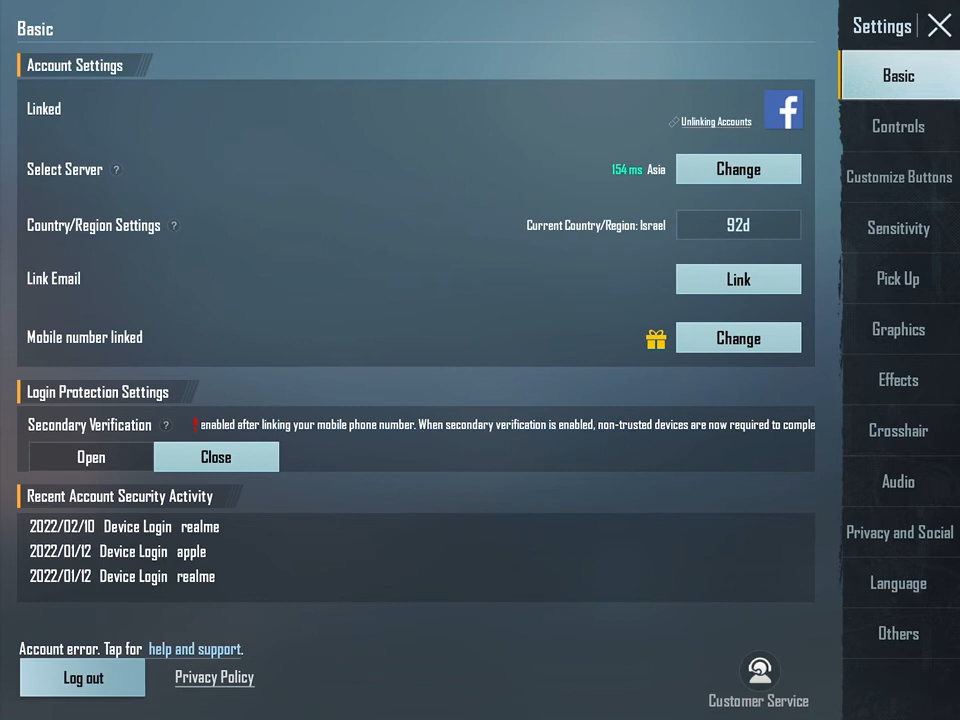 Basic
Settings
Account Settings
Basic
Linked
Unlinking Accounts
f
Controls
Select Server ?
154 ms Asia
Change
Customize Buttons
Country/Region Settings ?
Current Country/Region: Israel
92d
Sensitivity
Link Email
Link
Pick Up
Mobile number linked
Change
Graphics
Effects
Login Protection Settings
Secondary Verification ?
enabled after linking your mobile phone number. When secondary verification is enabled, non-trusted devices are now required to comple
Crosshair
Open
Close
Audio
Recent Account Security Activity
2022/02/10 Device Login realme
2022/01/12 Device Login apple
2022/01/12 Device Login realme
Privacy and Social
Language
Others
Account error. Tap for help and support.
Log out
Privacy Policy
Customer Service